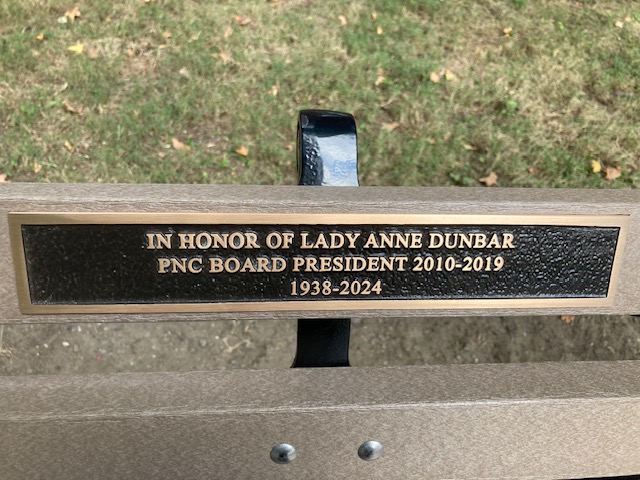 IN HONOR OF LADY ANNE DUNBAR
PNC BOARD PRESIDENT 2010-2019
1938-2024